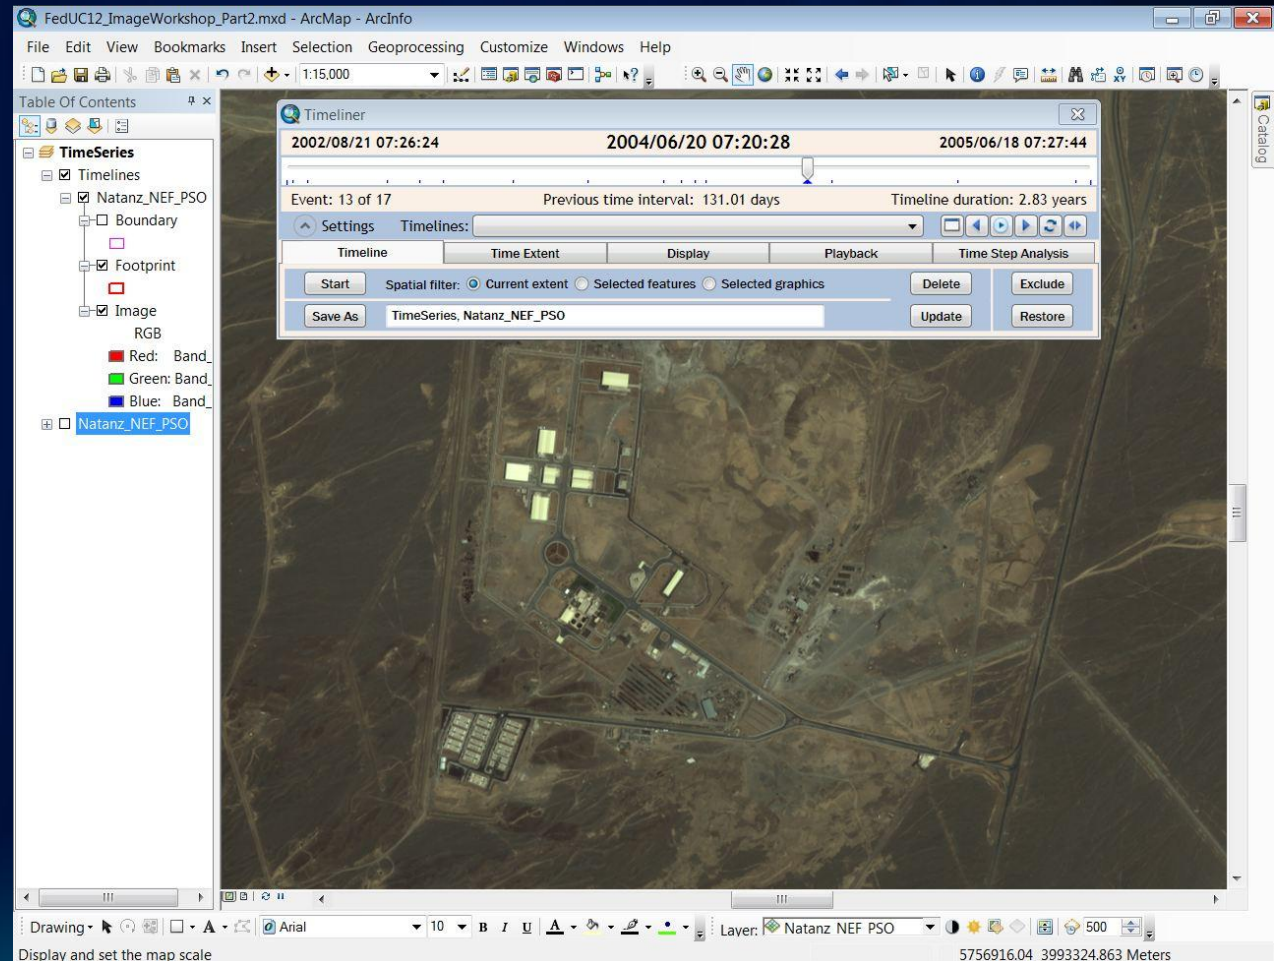 FedUC12_ImageWorkshop_Part2.mxd - ArcMap - ArcInfo
File Edit View Bookmarks Insert Selection Geoprocessing Customize Windows Help
1:15,000
Table Of Contents
TimeSeries
Timelines
Natanz_NEF_PSO
Boundary
Footprint
Image
RGB
Red: Band_
Green: Band_
Blue: Band_
Natanz_NEF_PSO
Timeliner
2002/08/21 07:26:24 2004/06/20 07:20:28 2005/06/18 07:27:44
Event: 13 of 17 Previous time interval: 131.01 days Timeline duration: 2.83 years
Settings Timelines:
Timeline Time Extent Display Playback Time Step Analysis
Start Spatial filter: Current extent Selected features Selected graphics Delete Exclude
Save As TimeSeries, Natanz_NEF_PSO Update Restore
Catalog
Drawing A Arial 10 B I U A Layer: Natanz NEF PSO 500
Display and set the map scale 5756916.04 3993324.863 Meters